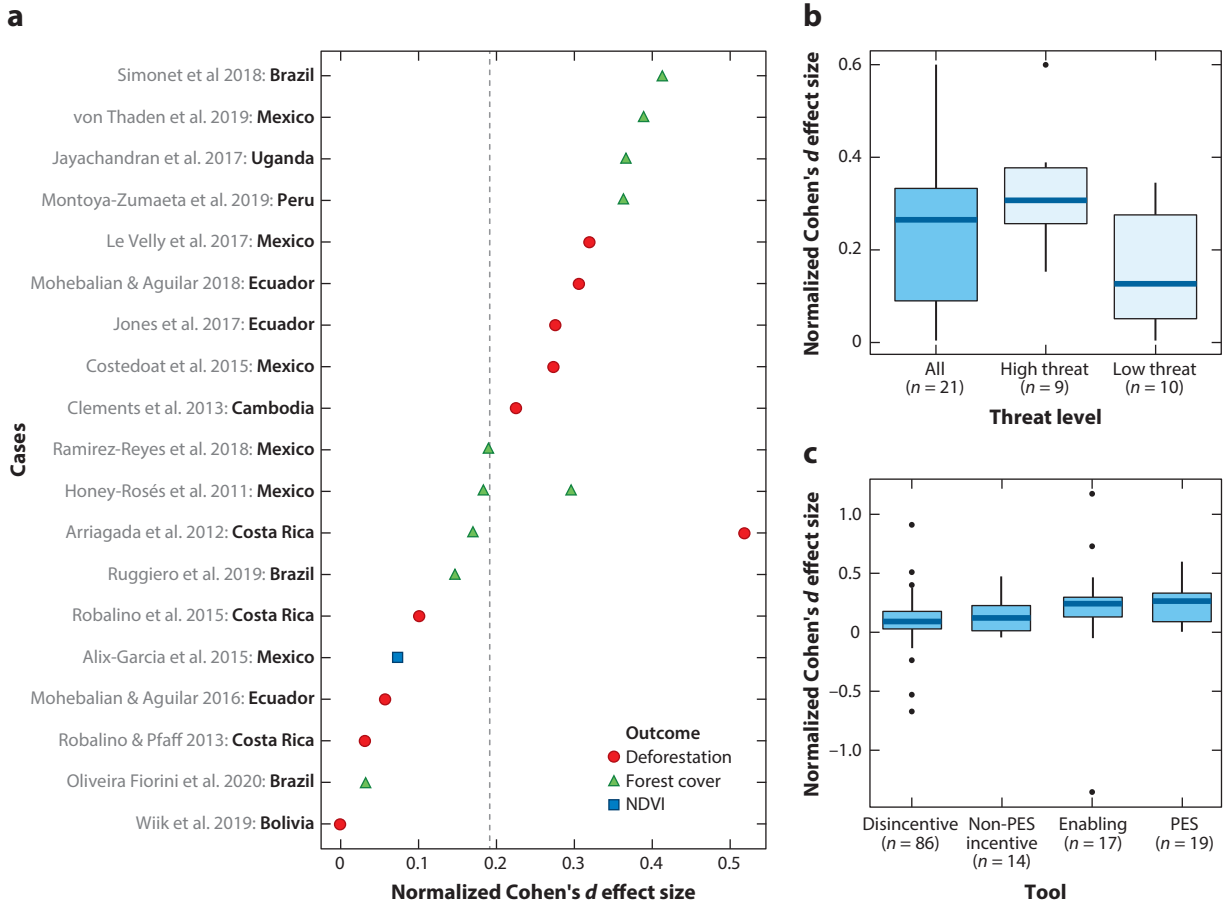 a
Cases
Simonet et al 2018: Brazil
von Thaden et al. 2019: Mexico
Jayachandran et al. 2017: Uganda
Montoya-Zumaeta et al. 2019: Peru
Le Velly et al. 2017: Mexico
Mohebalian & Aguilar 2018: Ecuador
Jones et al. 2017: Ecuador
Costedoat et al. 2015: Mexico
Clements et al. 2013: Cambodia
Ramirez-Reyes et al. 2018: Mexico
Honey-Rosés et al. 2011: Mexico
Arriagada et al. 2012: Costa Rica
Ruggiero et al. 2019: Brazil
Robalino et al. 2015: Costa Rica
Alix-Garcia et al. 2015: Mexico
Mohebalian & Aguilar 2016: Ecuador
Robalino & Pfaff 2013: Costa Rica
Oliveira Fiorini et al. 2020: Brazil
Wiik et al. 2019: Bolivia
Outcome
Deforestation
Forest cover
NDVI
0 0.1 0.2 0.3 0.4 0.5
Normalized Cohen's d effect size
b
Normalized Cohen's d effect size
0.6
0.4
0.2
0
All High threat Low threat
(n = 21) (n = 9) (n = 10)
Threat level
c
Normalized Cohen's d effect size
1.0
0.5
0
−0.5
−1.0
Disincentive Non-PES Enabling PES
(n = 86) incentive (n = 17) (n = 19)
(n = 14)
Tool